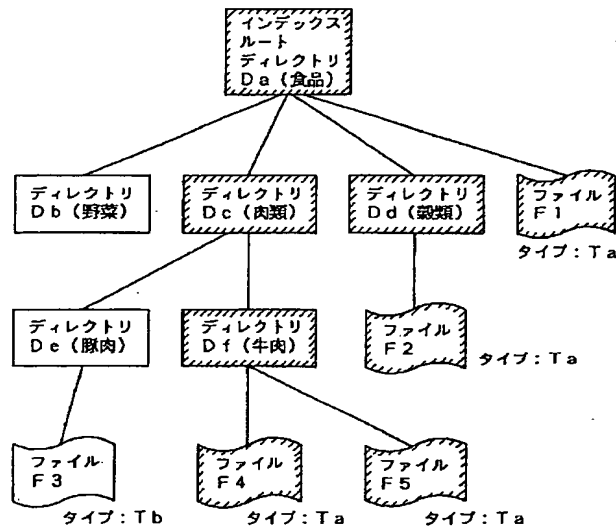 インデックス
ルート
ディレクトリ
Da(食品)
ディレクトリ
Db(野菜)
ディレクトリ
Dc(肉類)
ディレクトリ
Dd(穀類)
ファイル
F1
タイプ:Ta
ディレクトリ
De(豚肉)
ディレクトリ
Df(牛肉)
ファイル
F2
タイプ:Ta
ファイル
F3
タイプ:Tb
ファイル
F4
タイプ:Ta
ファイル
F5
タイプ:Ta